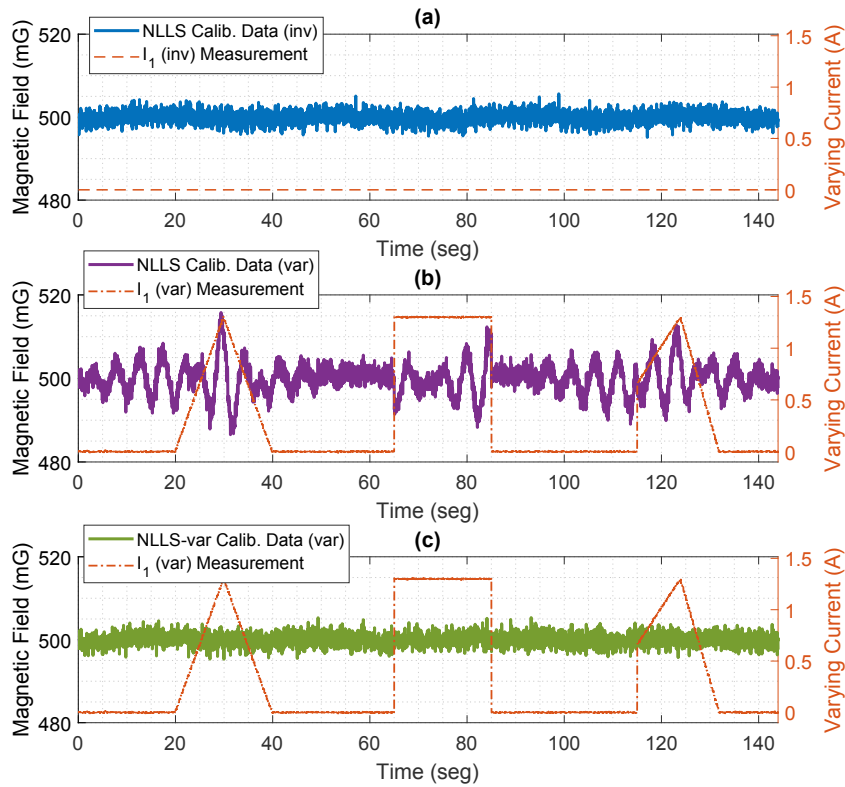 (a)
NLLS Calib. Data (inv)
I₁ (inv) Measurement
Magnetic Field (mG)
520
500
480
Varying Current (A)
1.5
1
0.5
0
0 20 40 60 80 100 120 140
Time (seg)
(b)
NLLS Calib. Data (var)
I₁ (var) Measurement
Magnetic Field (mG)
520
500
480
Varying Current (A)
1.5
1
0.5
0
0 20 40 60 80 100 120 140
Time (seg)
(c)
NLLS-var Calib. Data (var)
I₁ (var) Measurement
Magnetic Field (mG)
520
500
480
Varying Current (A)
1.5
1
0.5
0
0 20 40 60 80 100 120 140
Time (seg)